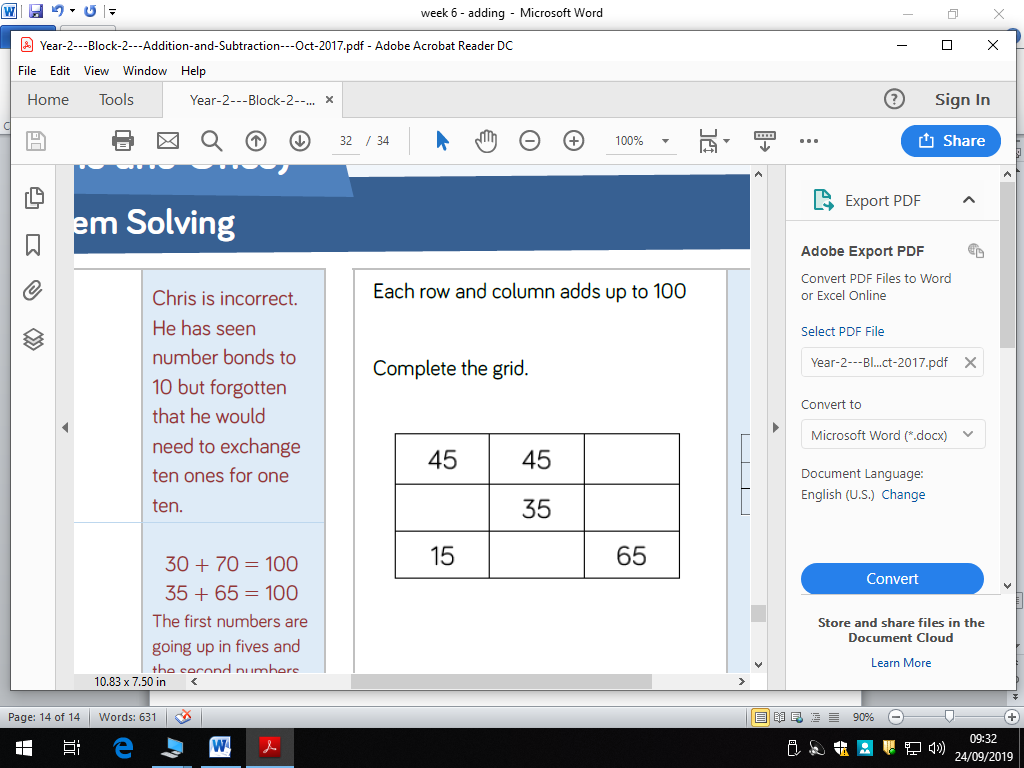 week 6 - adding - Microsoft Word
Year-2---Block-2---Addition-and-Subtraction---Oct-2017.pdf - Adobe Acrobat Reader DC
File Edit View Window Help
Home Tools Year-2---Block-2--... × Sign In
32 / 34 100% Share
em Solving
Chris is incorrect.
He has seen
number bonds to
10 but forgotten
that he would
need to exchange
ten ones for one
ten.
30 + 70 = 100
35 + 65 = 100
The first numbers are
going up in fives and
the second numbers
Each row and column adds up to 100
Complete the grid.
45 45
35
15 65
Export PDF
Adobe Export PDF
Convert PDF Files to Word
or Excel Online
Select PDF File
Year-2---Bl...ct-2017.pdf
Convert to
Microsoft Word (*.docx)
Document Language:
English (U.S.) Change
Convert
Store and share files in the
Document Cloud
Learn More
10.83 x 7.50 in
Page: 14 of 14 Words: 631 90%
09:32
24/09/2019